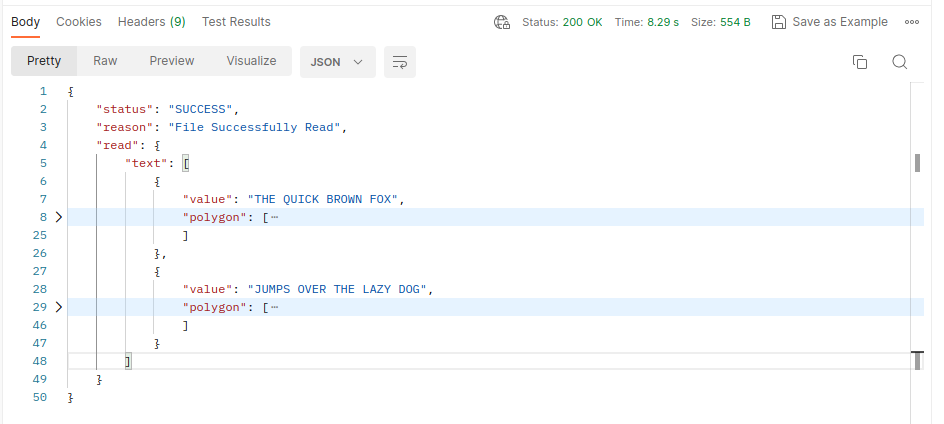 Body Cookies Headers (9) Test Results Status: 200 OK Time: 8.29 s Size: 554 B Save as Example
Pretty Raw Preview Visualize JSON
1 {
2 "status": "SUCCESS",
3 "reason": "File Successfully Read",
4 "read": {
5 "text": [
6 {
7 "value": "THE QUICK BROWN FOX",
8 "polygon": [⋯
25 ]
26 },
27 {
28 "value": "JUMPS OVER THE LAZY DOG",
29 "polygon": [⋯
46 ]
47 }
48 ]
49 }
50 }